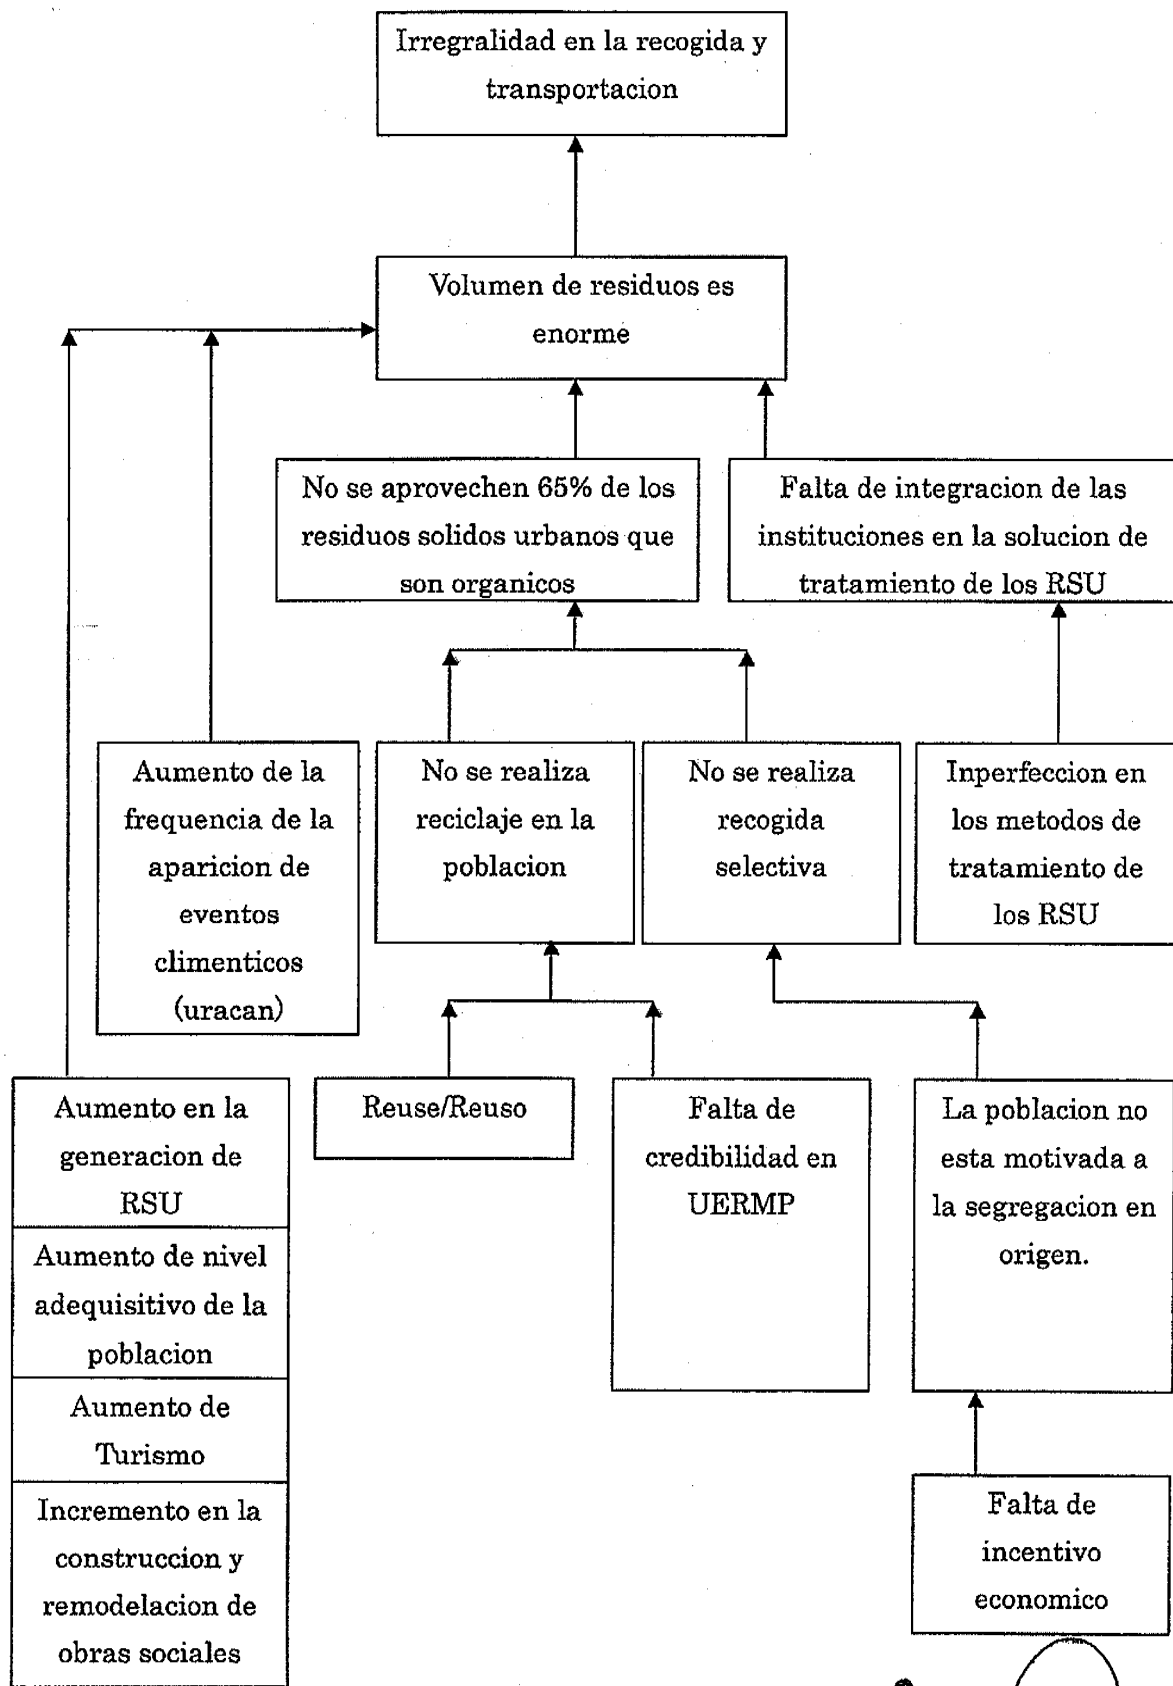 Irregralidad en la recogida y
transportacion
Volumen de residuos es
enorme
No se aprovechen 65% de los
residuos solidos urbanos que
son organicos
Falta de integracion de las
instituciones en la solucion de
tratamiento de los RSU
Aumento de la
frequencia de la
aparicion de
eventos
climenticos
(uracan)
No se realiza
reciclaje en la
poblacion
No se realiza
recogida
selectiva
Inperfeccion en
los metodos de
tratamiento de
los RSU
Aumento en la
generacion de
RSU
Aumento de nivel
adequisitivo de la
poblacion
Aumento de
Turismo
Incremento en la
construccion y
remodelacion de
obras sociales
Reuse/Reuso
Falta de
credibilidad en
UERMP
La poblacion no
esta motivada a
la segregacion en
origen.
Falta de
incentivo
economico